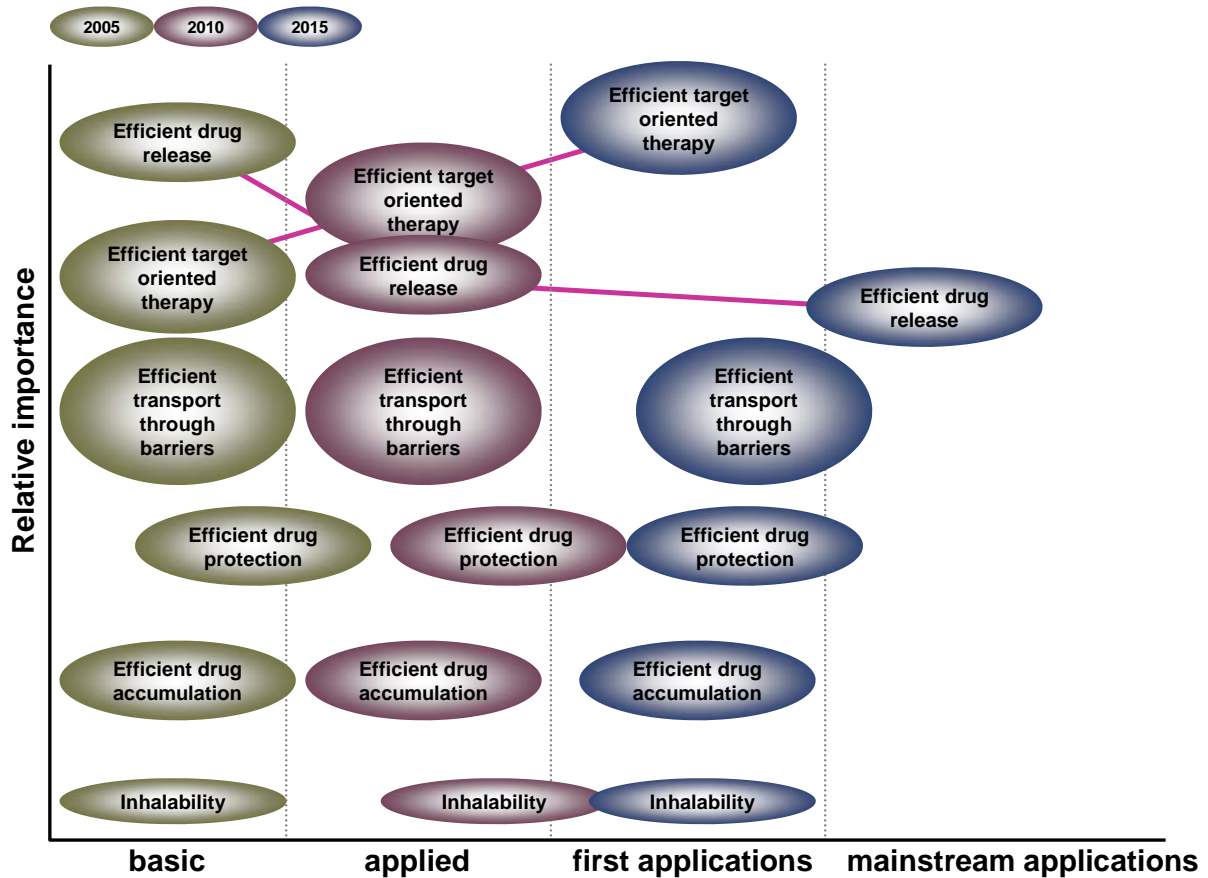 2005
2010
2015
Relative importance
Efficient drug
release
Efficient target
oriented
therapy
Efficient target
oriented
therapy
Efficient target
oriented
therapy
Efficient drug
release
Efficient drug
release
Efficient
transport
through
barriers
Efficient
transport
through
barriers
Efficient
transport
through
barriers
Efficient drug
protection
Efficient drug
protection
Efficient drug
protection
Efficient drug
accumulation
Efficient drug
accumulation
Efficient drug
accumulation
Inhalability
Inhalability
Inhalability
basic
applied
first applications
mainstream applications